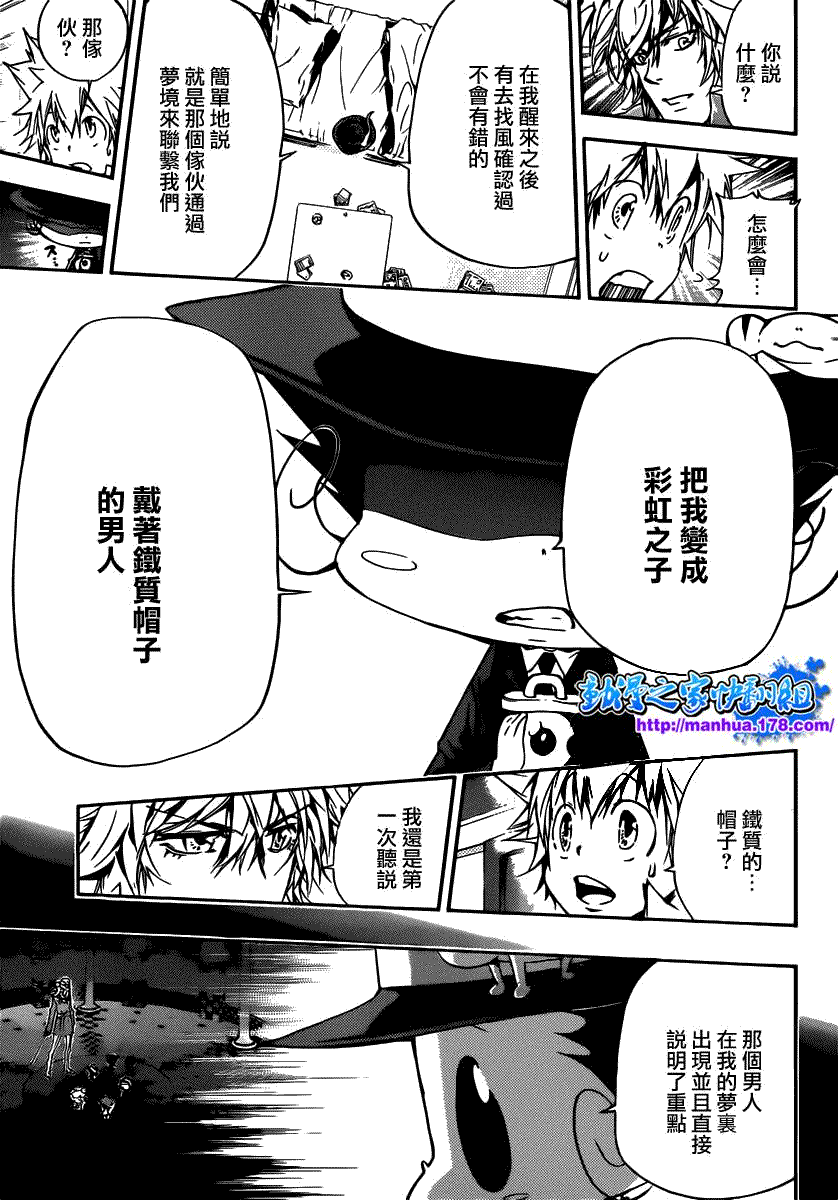 你說
什麼?
怎麼會…
在我醒來之後
有去找風確認過
不會有錯的
簡單地說
就是那個傢伙通過
夢境來聯繫我們
那傢
伙?
把我變成
彩虹之子
戴著鐵質帽子
的男人
動漫之家快翻組
http://manhua.178.com/
鐵質的…
帽子?
我還是第
一次聽說
那個男人
在我的夢裏
出現並且直接
說明了重點